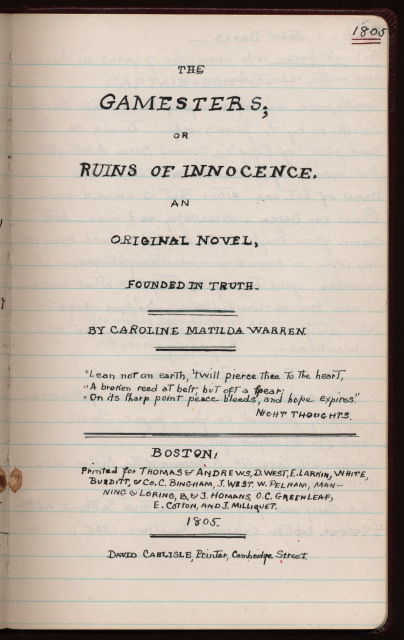 1805
THE
GAMESTERS;
OR
RUINS OF INNOCENCE.
AN
ORIGINAL NOVEL,
FOUNDED IN TRUTH.
BY CAROLINE MATILDA WARREN.
"Lean not on earth, 'twill pierce thee to the heart,
"A broken reed at beſt, but oft a ſpear;
"On its ſharp point peace bleeds, and hope expires."
NIGHT THOUGHTS.
BOSTON,
Printed for THOMAS & ANDREWS, D. WEST, E. LARKIN, WHITE,
BURDITT, & CO. C. BINGHAM, J. WEST. W. PELHAM, MAN-
NING & LORING, B. & J. HOMANS, O.C. GREENLEAF,
E. COTTON, AND J. MILLIQUET.
1805.
DAVID CARLISLE, Printer, Cambridge Street.